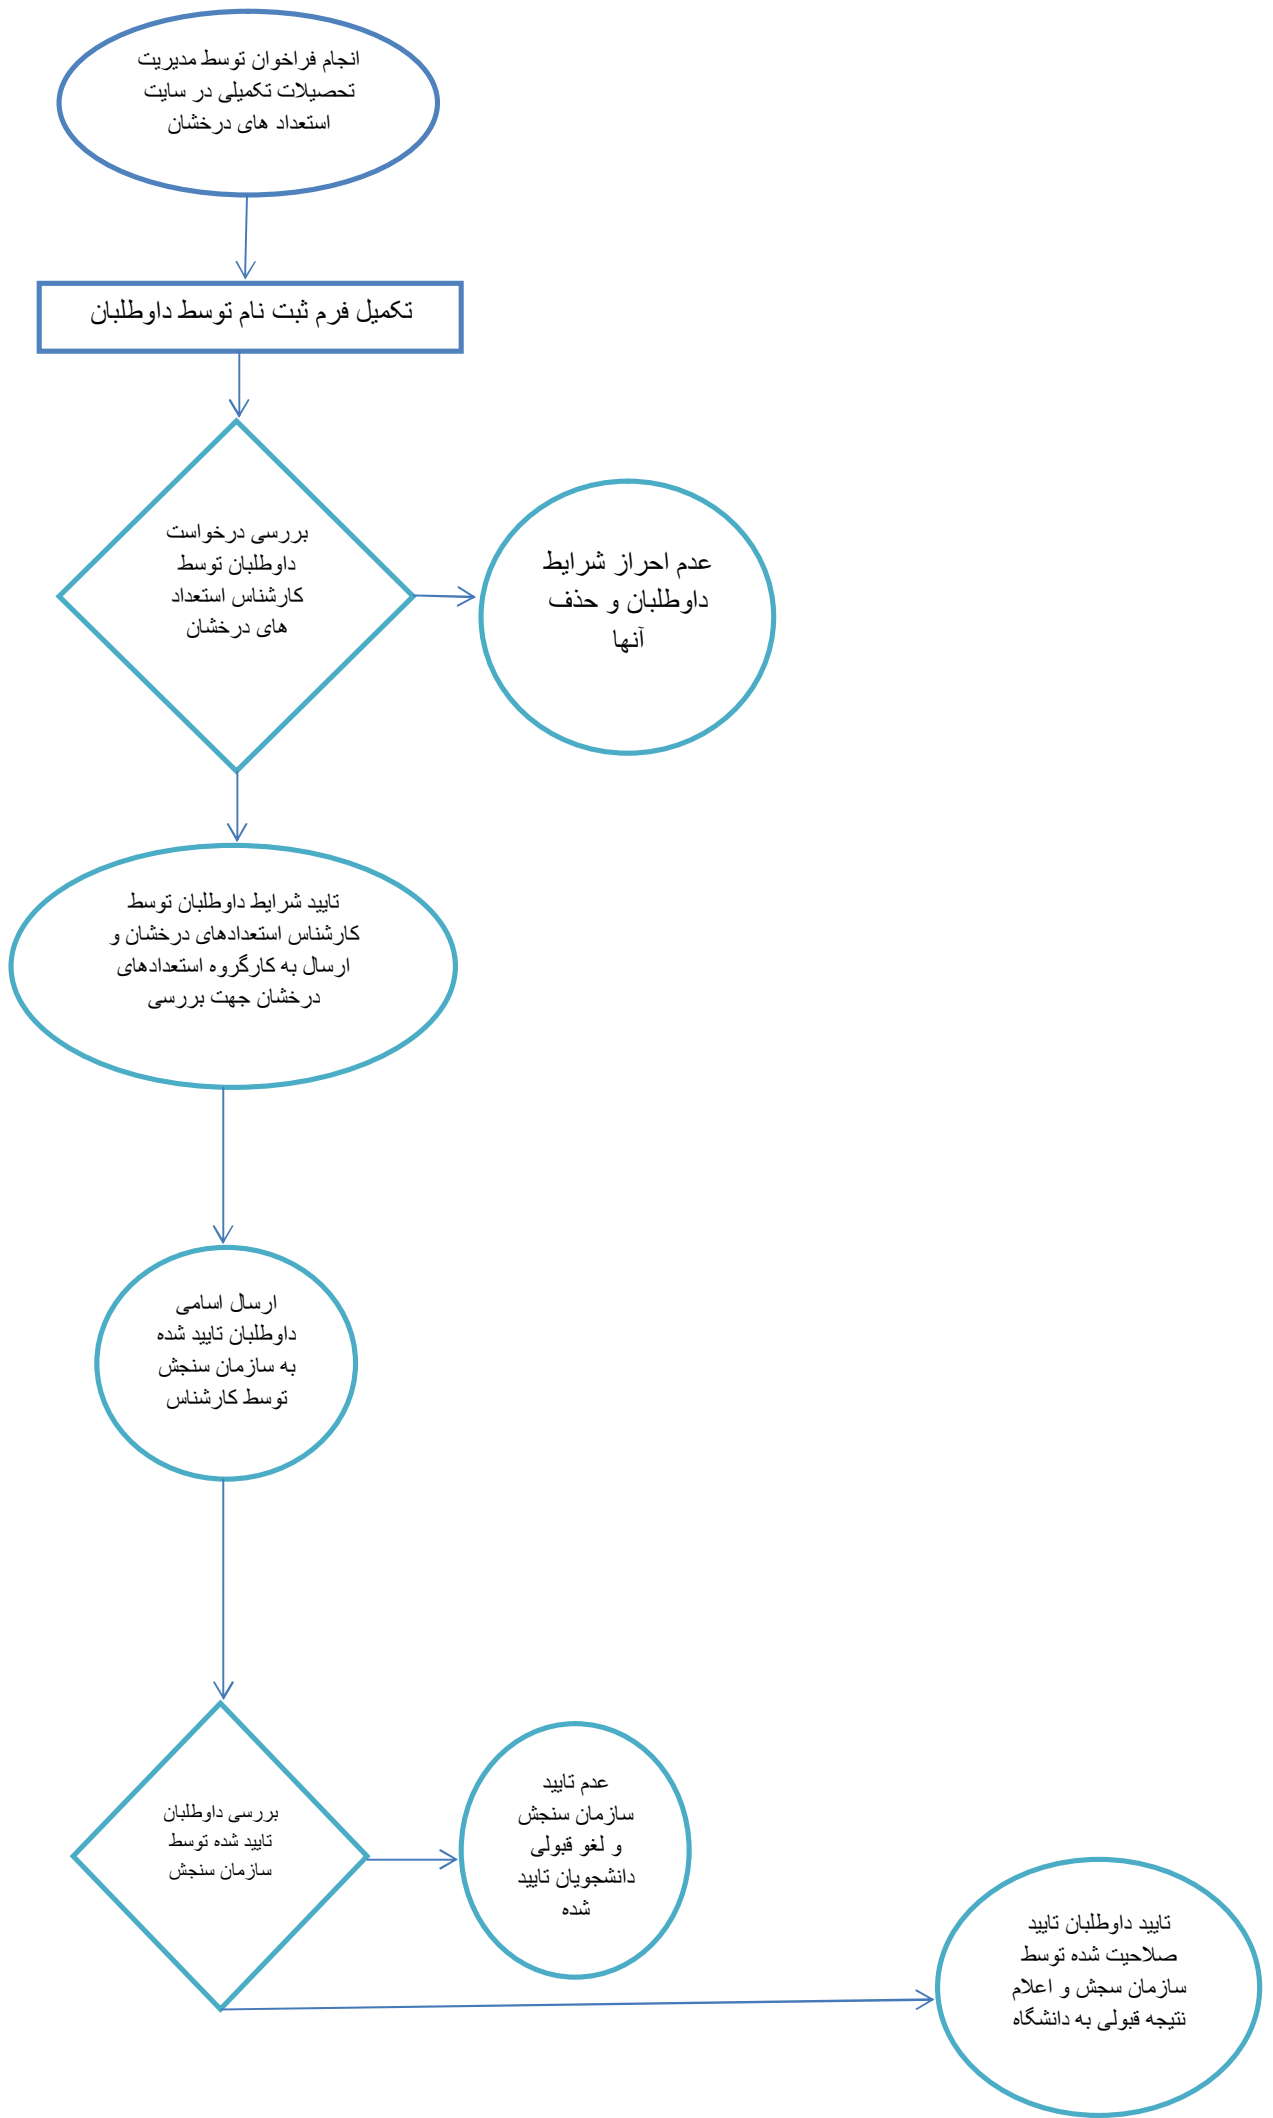 انجام فراخوان توسط مدیریت
تحصیلات تکمیلی در سایت
استعداد های درخشان
تکمیل فرم ثبت نام توسط داوطلبان
بررسی درخواست
داوطلبان توسط
کارشناس استعداد
های درخشان
عدم احراز شرایط
داوطلبان و حذف
آنها
تایید شرایط داوطلبان توسط
کارشناس استعدادهای درخشان و
ارسال به کارگروه استعدادهای
درخشان جهت بررسی
ارسال اسامی
داوطلبان تایید شده
به سازمان سنجش
توسط کارشناس
بررسی داوطلبان
تایید شده توسط
سازمان سنجش
عدم تایید
سازمان سنجش
و لغو قبولی
دانشجویان تایید
شده
تایید داوطلبان تایید
صلاحیت شده توسط
سازمان سجش و اعلام
نتیجه قبولی به دانشگاه